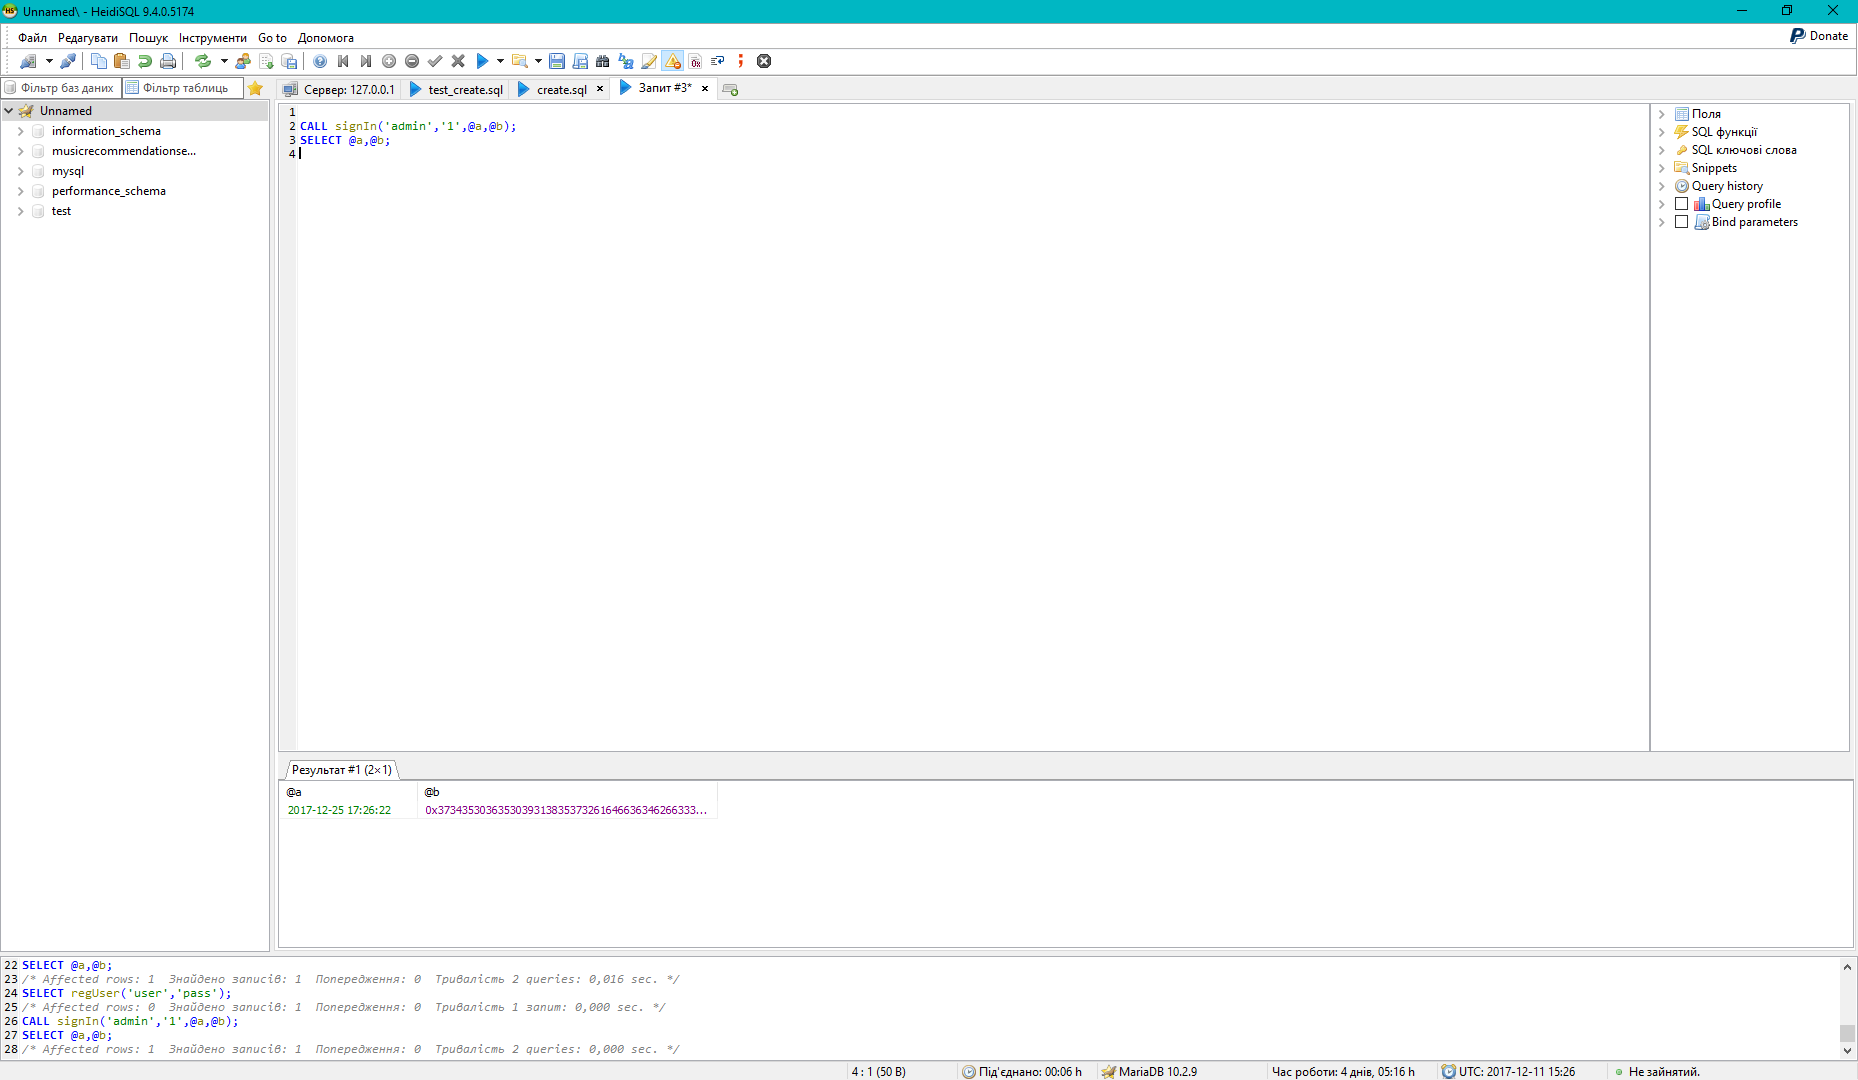 Unnamed\ - HeidiSQL 9.4.0.5174
Файл Редагувати Пошук Інструменти Go to Допомога
Donate
Фільтр баз даних Фільтр таблиць
Сервер: 127.0.0.1 test_create.sql create.sql Запит #3*
Unnamed
information_schema
musicrecommendationse...
mysql
performance_schema
test
1
2 CALL signIn('admin','1',@a,@b);
3 SELECT @a,@b;
4
Поля
SQL функції
SQL ключові слова
Snippets
Query history
Query profile
Bind parameters
Результат #1 (2×1)
@a @b
2017-12-25 17:26:22 0x373435303635303931383537326164663634626633​3...
22 SELECT @a,@b;
23 /* Affected rows: 1 Знайдено записів: 1 Попередження: 0 Тривалість 2 queries: 0,016 sec. */
24 SELECT regUser('user','pass');
25 /* Affected rows: 0 Знайдено записів: 1 Попередження: 0 Тривалість 1 запит: 0,000 sec. */
26 CALL signIn('admin','1',@a,@b);
27 SELECT @a,@b;
28 /* Affected rows: 1 Знайдено записів: 1 Попередження: 0 Тривалість 2 queries: 0,000 sec. */
4 : 1 (50 B) Під'єднано: 00:06 h MariaDB 10.2.9 Час роботи: 4 днів, 05:16 h UTC: 2017-12-11 15:26 Не зайнятий.